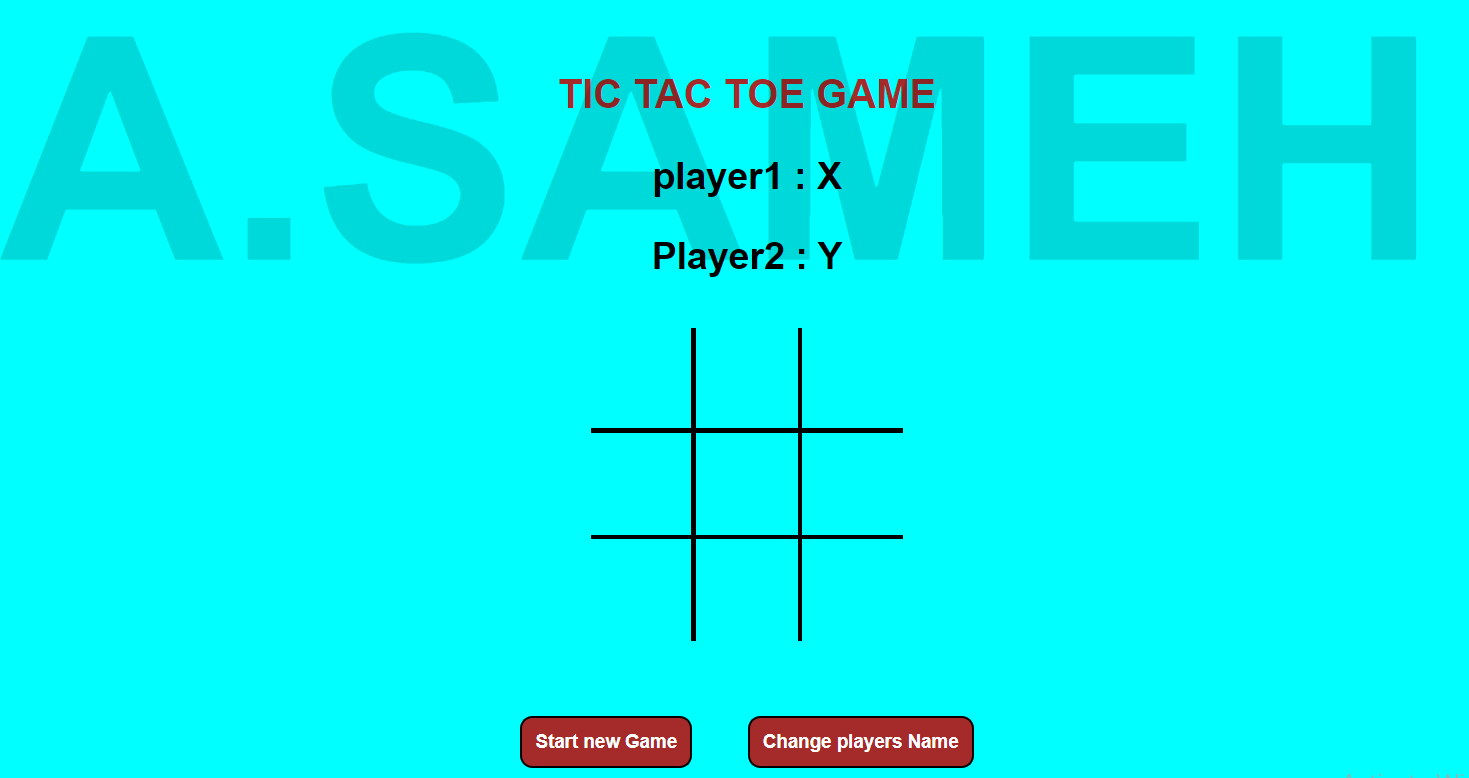 A.SAMEH
TIC TAC TOE GAME
player1 : X
Player2 : Y
Start new Game
Change players Name